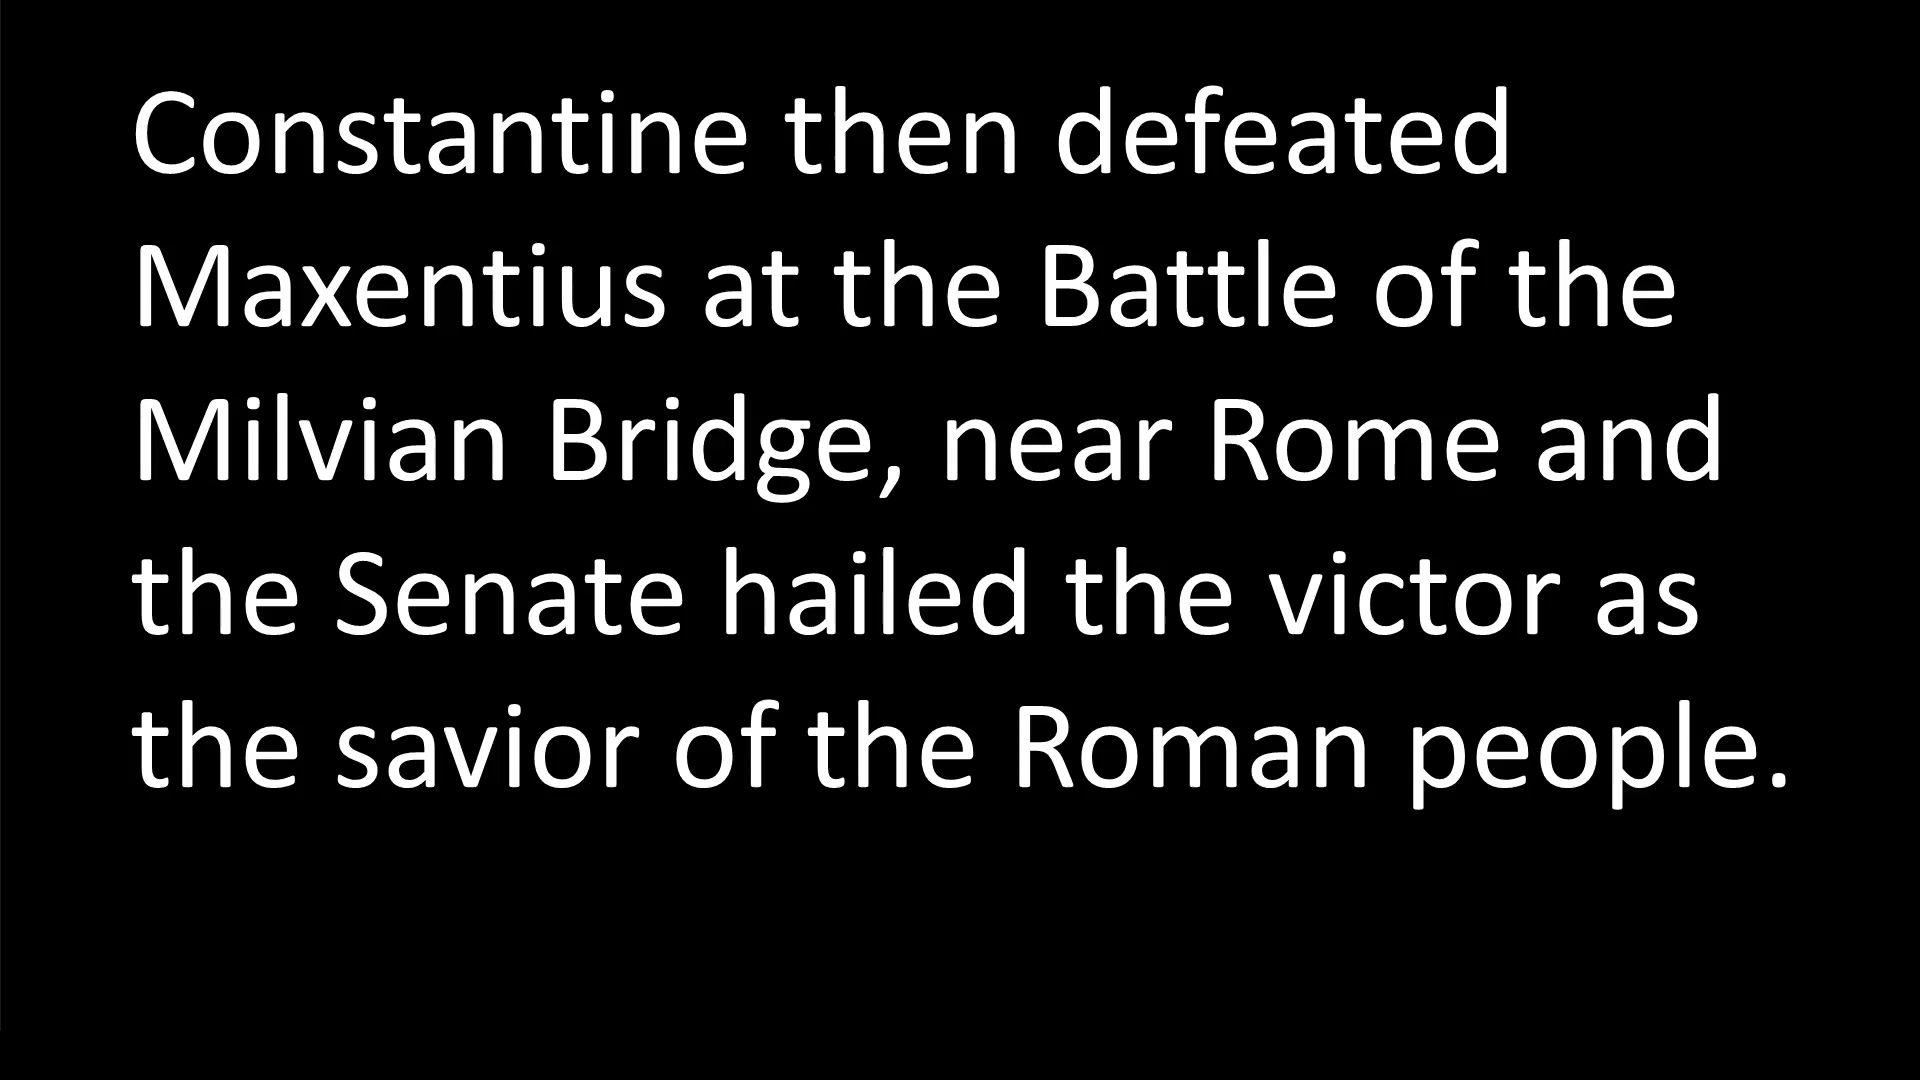 Constantine then defeated
Maxentius at the Battle of the
Milvian Bridge, near Rome and
the Senate hailed the victor as
the savior of the Roman people.